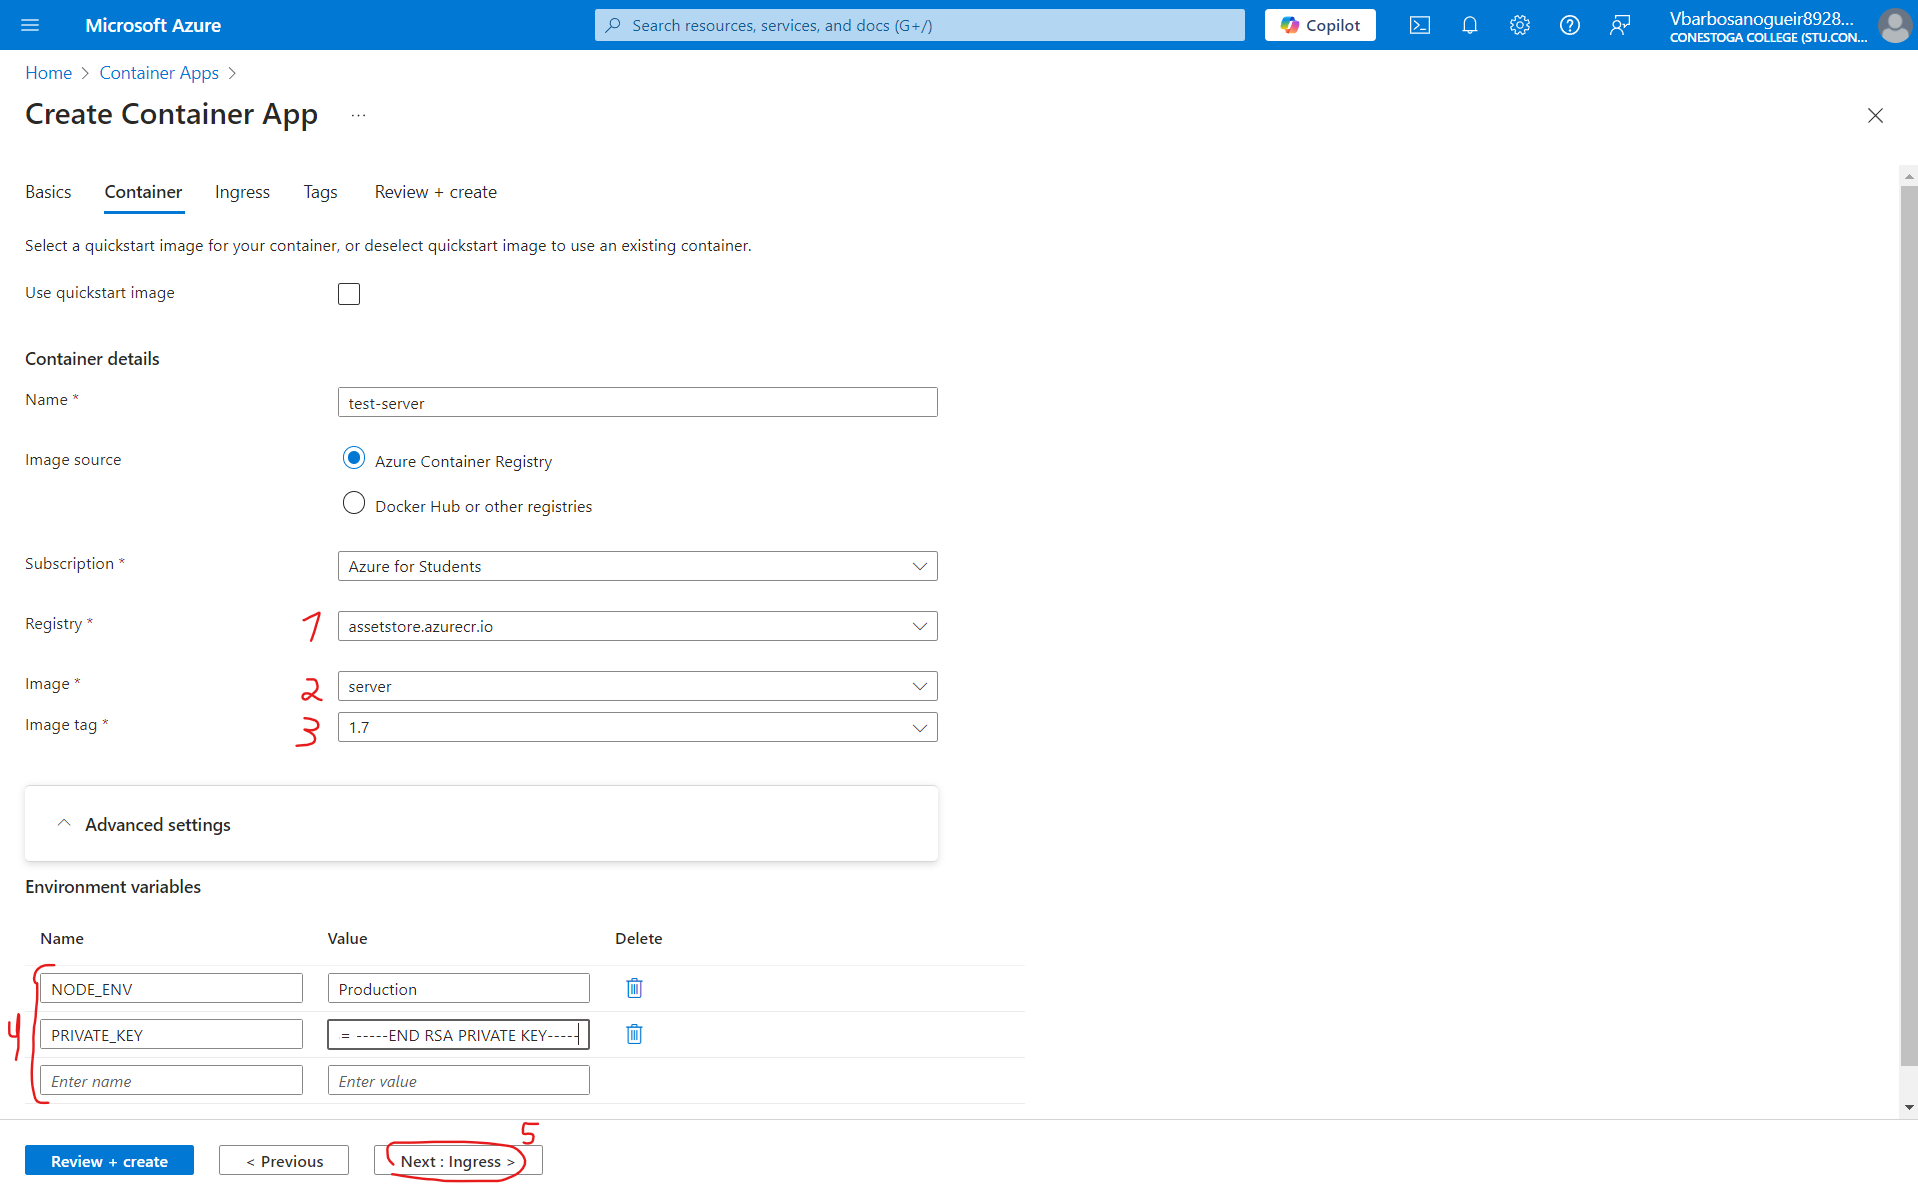 Microsoft Azure
Search resources, services, and docs (G+/)
Copilot
Vbarbosanogueir8928...
CONESTOGA COLLEGE (STU.CON...
Home > Container Apps >
Create Container App ...
Basics Container Ingress Tags Review + create
Select a quickstart image for your container, or deselect quickstart image to use an existing container.
Use quickstart image
Container details
Name * test-server
Image source Azure Container Registry
Docker Hub or other registries
Subscription * Azure for Students
Registry * 1 assetstore.azurecr.io
Image * 2 server
Image tag * 3 1.7
Advanced settings
Environment variables
Name Value Delete
NODE_ENV Production
4 PRIVATE_KEY = -----END RSA PRIVATE KEY-----
Enter name Enter value
5
Review + create < Previous Next : Ingress >